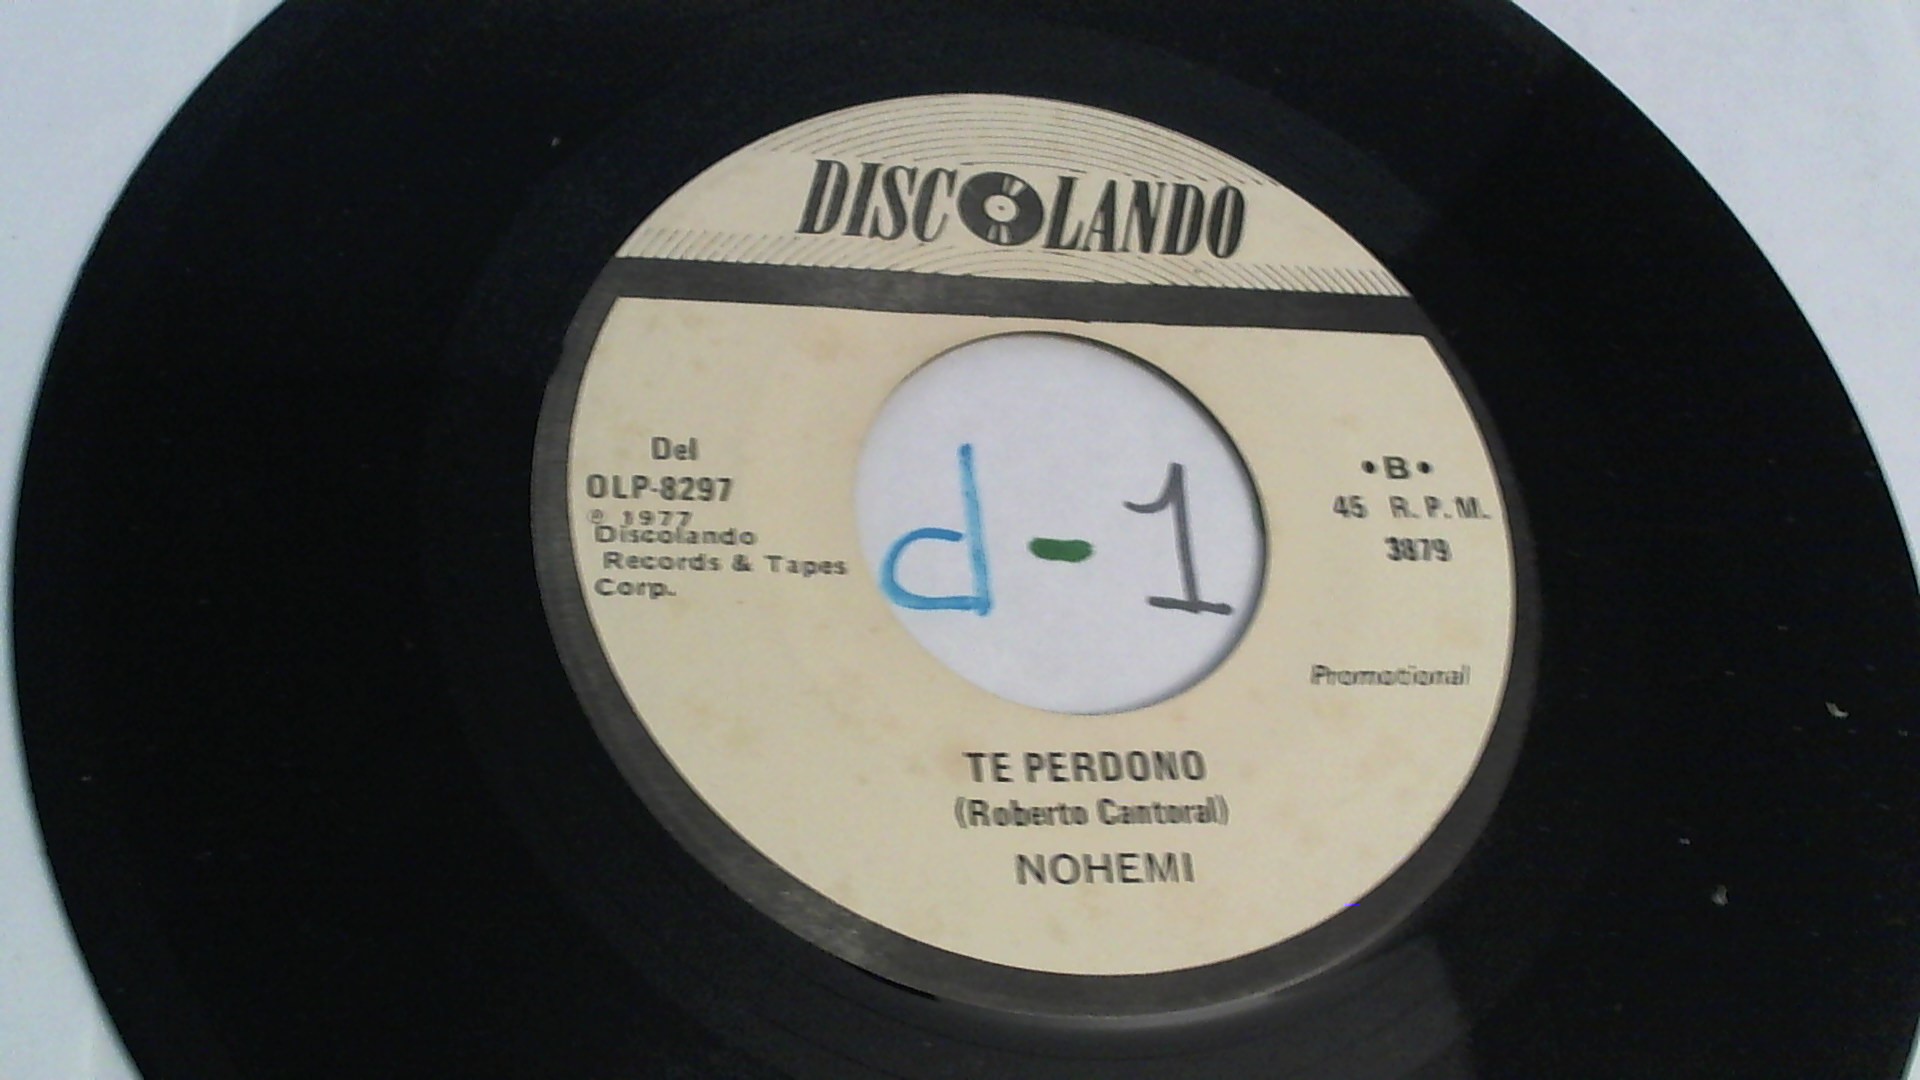 DISCOLANDO
Del
OLP-8297
℗ 1977
Discolando
Records & Tapes
Corp.
d-1
•B•
45 R.P.M.
3879
Promotional
TE PERDONO
(Roberto Cantoral)
NOHEMI